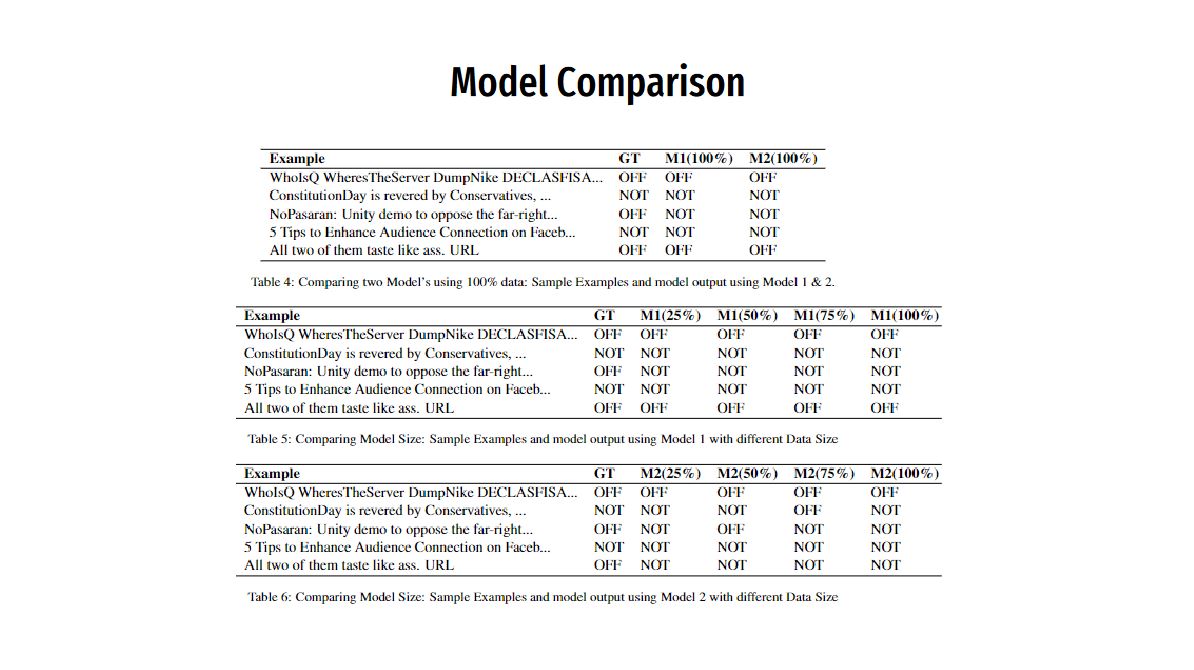 Model Comparison
Example GT M1(100%) M2(100%)
WhoIsQ WheresTheServer DumpNike DECLASFISA... OFF OFF OFF
ConstitutionDay is revered by Conservatives, ... NOT NOT NOT
NoPasaran: Unity demo to oppose the far-right... OFF NOT NOT
5 Tips to Enhance Audience Connection on Faceb... NOT NOT NOT
All two of them taste like ass. URL OFF OFF OFF
Table 4: Comparing two Model's using 100% data: Sample Examples and model output using Model 1 & 2.
Example GT M1(25%) M1(50%) M1(75%) M1(100%)
WhoIsQ WheresTheServer DumpNike DECLASFISA... OFF OFF OFF OFF OFF
ConstitutionDay is revered by Conservatives, ... NOT NOT NOT NOT NOT
NoPasaran: Unity demo to oppose the far-right... OFF NOT NOT NOT NOT
5 Tips to Enhance Audience Connection on Faceb... NOT NOT NOT NOT NOT
All two of them taste like ass. URL OFF OFF OFF OFF OFF
Table 5: Comparing Model Size: Sample Examples and model output using Model 1 with different Data Size
Example GT M2(25%) M2(50%) M2(75%) M2(100%)
WhoIsQ WheresTheServer DumpNike DECLASFISA... OFF OFF OFF OFF OFF
ConstitutionDay is revered by Conservatives, ... NOT NOT NOT OFF NOT
NoPasaran: Unity demo to oppose the far-right... OFF NOT OFF NOT NOT
5 Tips to Enhance Audience Connection on Faceb... NOT NOT NOT NOT NOT
All two of them taste like ass. URL OFF NOT NOT NOT NOT
Table 6: Comparing Model Size: Sample Examples and model output using Model 2 with different Data Size